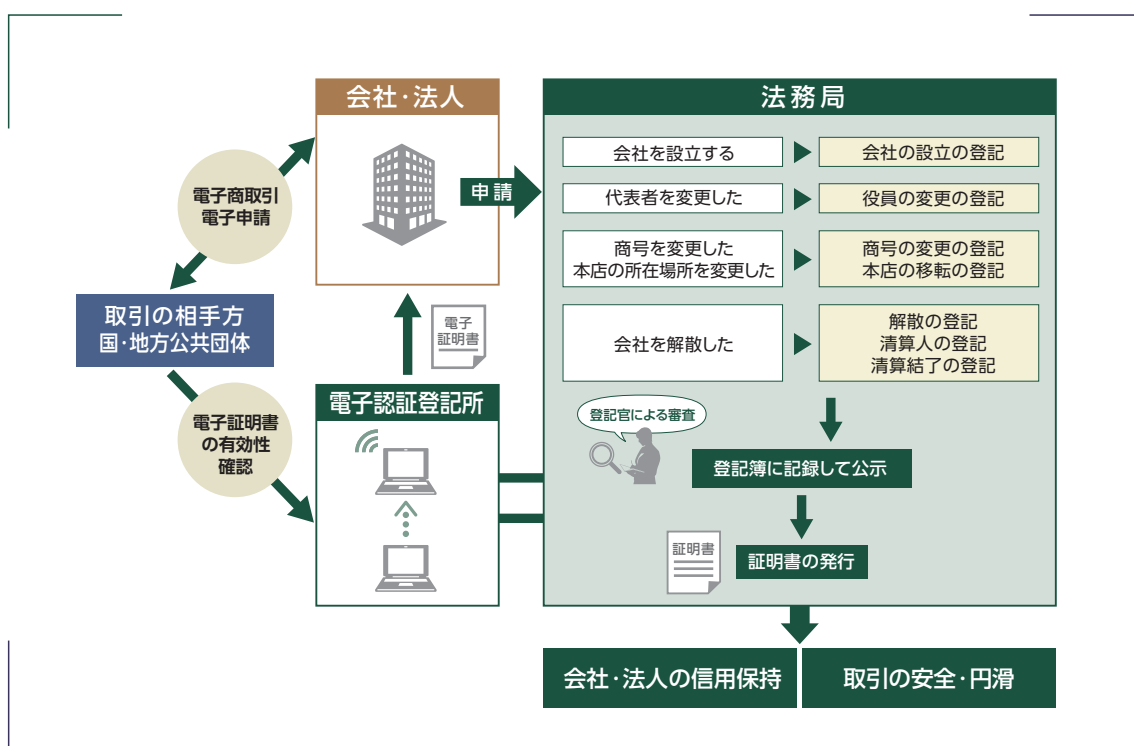 会社・法人
電子商取引
電子申請
申請
取引の相手方
国・地方公共団体
電子
証明書
電子証明書
の有効性
確認
電子認証登記所
法務局
会社を設立する
会社の設立の登記
代表者を変更した
役員の変更の登記
商号を変更した
本店の所在場所を変更した
商号の変更の登記
本店の移転の登記
会社を解散した
解散の登記
清算人の登記
清算結了の登記
登記官による審査
登記簿に記録して公示
証明書
証明書の発行
会社・法人の信用保持
取引の安全・円滑